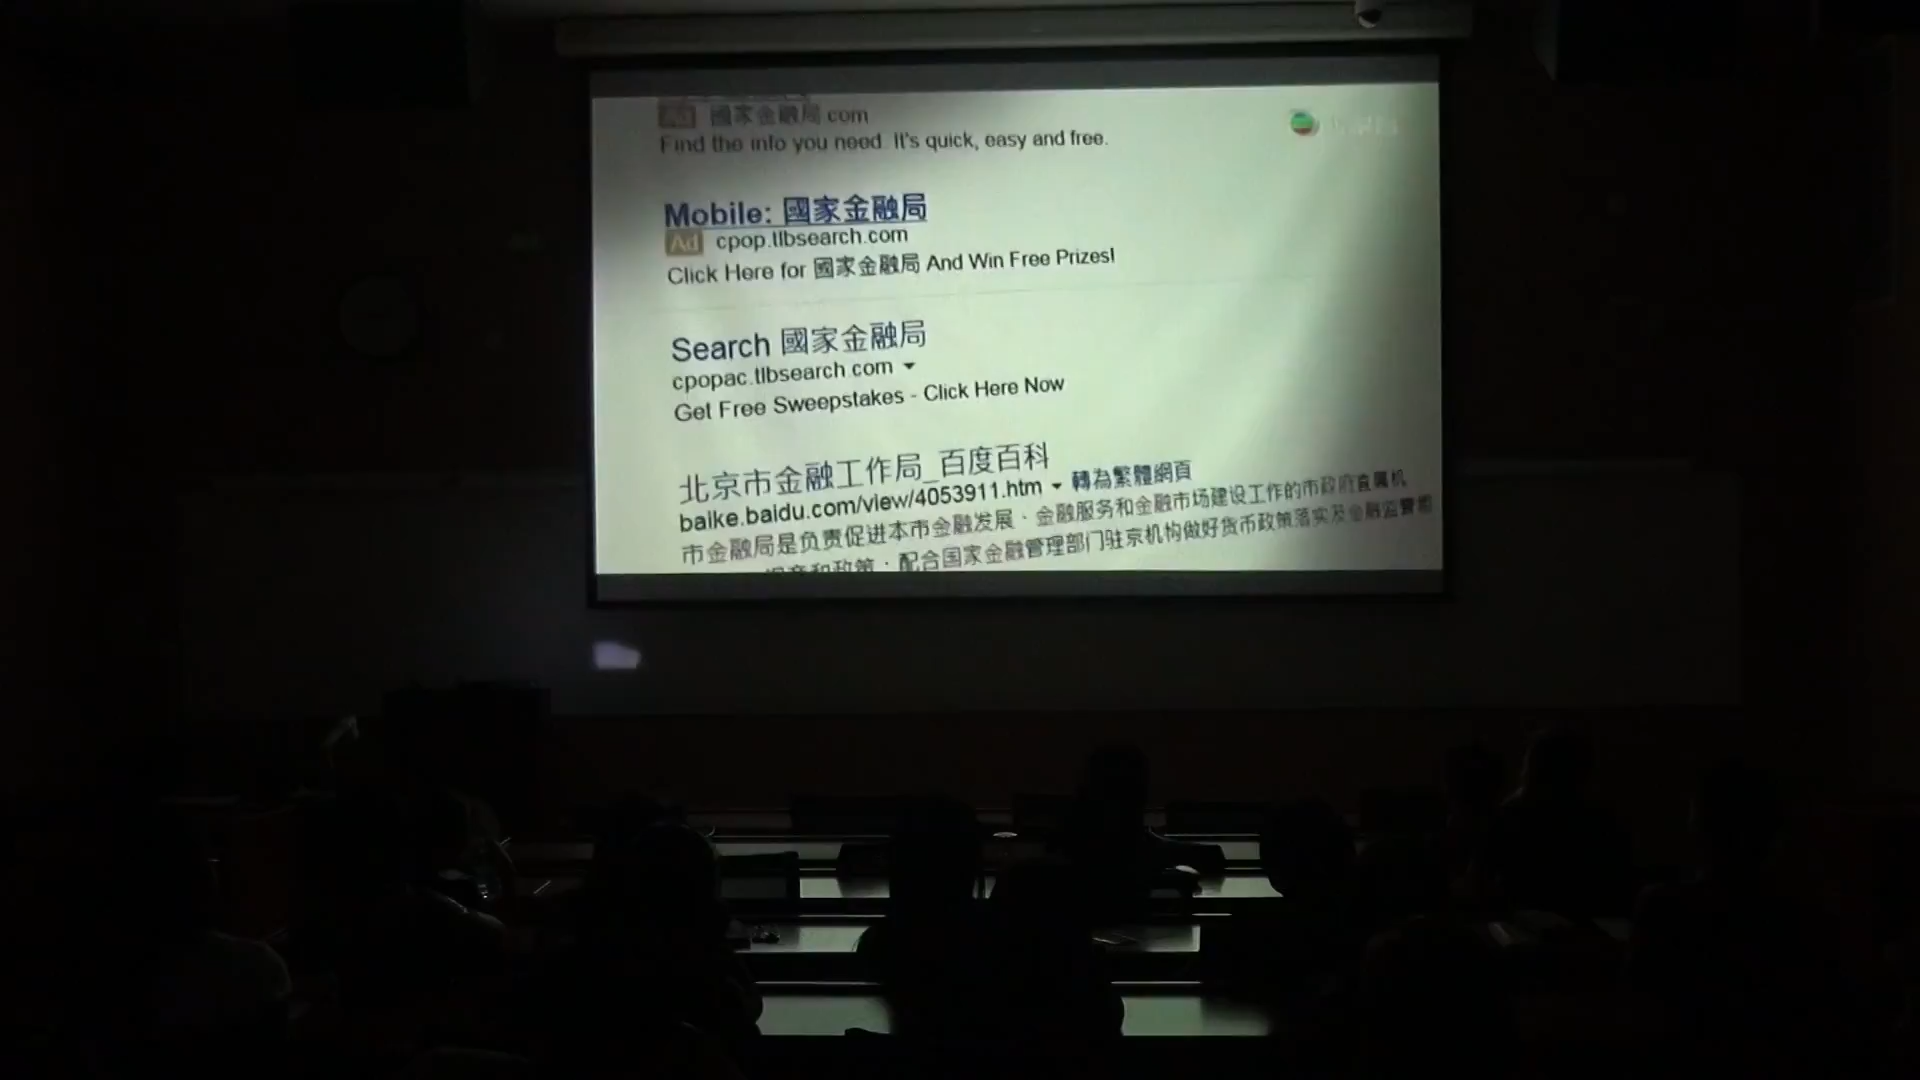 國家金融局.com
Find the info you need. It's quick, easy and free.
Mobile: 國家金融局
Ad cpop.tlbsearch.com
Click Here for 國家金融局 And Win Free Prizes!
Search 國家金融局
cpopac.tlbsearch.com
Get Free Sweepstakes - Click Here Now
北京市金融工作局_百度百科
baike.baidu.com/view/4053911.htm 轉為繁體網頁
市金融局是负责促进本市金融发展、金融服务和金融市场建设工作的市政府直属机
配合国家金融管理部门驻京机构做好货币政策落实及金融监管